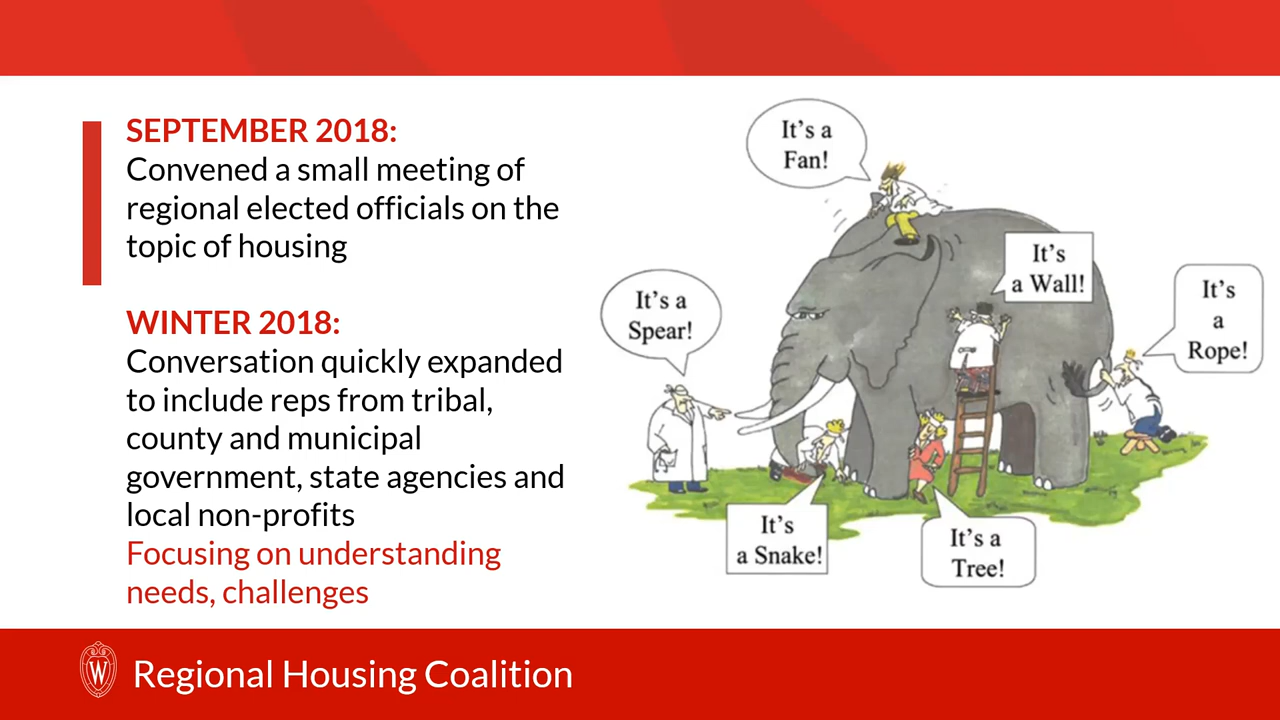 SEPTEMBER 2018:
Convened a small meeting of
regional elected officials on the
topic of housing
WINTER 2018:
Conversation quickly expanded
to include reps from tribal,
county and municipal
government, state agencies and
local non-profits
Focusing on understanding
needs, challenges
It's a
Fan!
It's
a Wall!
It's
a
Rope!
It's a
Spear!
It's
a Snake!
It's a
Tree!
W
Regional Housing Coalition